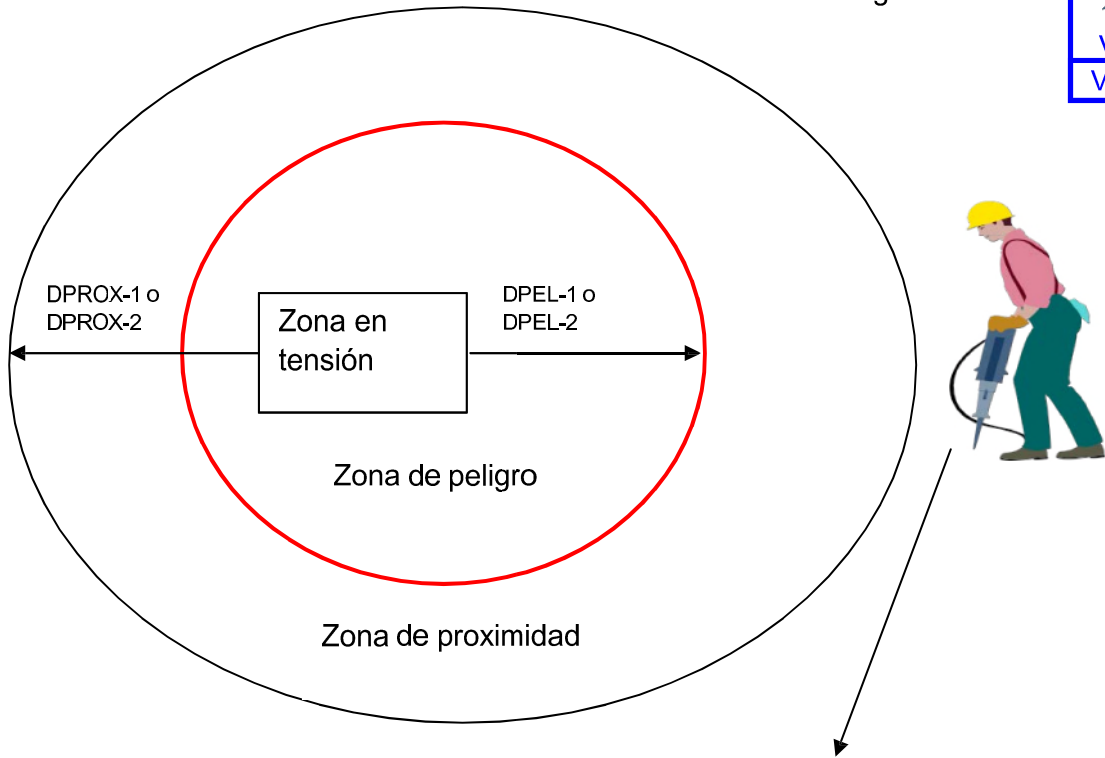 DPROX-1 o
DPROX-2
Zona en
tensión
DPEL-1 o
DPEL-2
Zona de peligro
Zona de proximidad